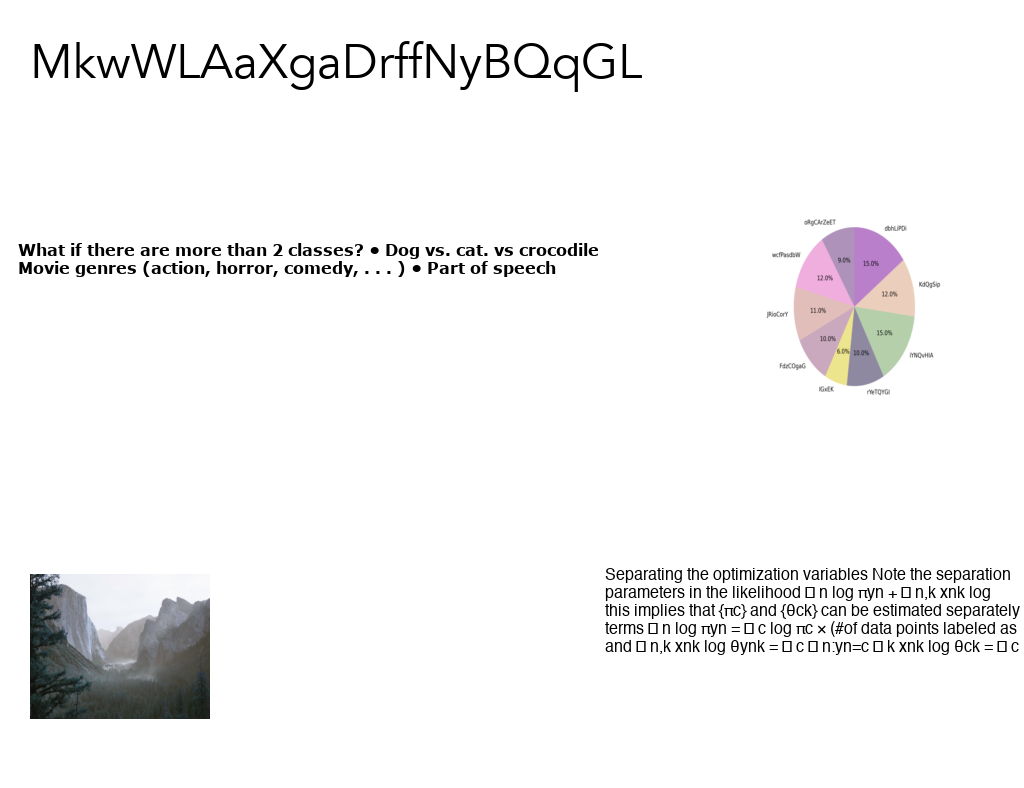 MkwWLAaXgaDrffNyBQqGL
What if there are more than 2 classes? • Dog vs. cat. vs crocodile
Movie genres (action, horror, comedy, . . . ) • Part of speech
oRgCArZeET
dbhLiPDi
wcfPasdbW
9.0%
15.0%
12.0%
12.0%
KdQgSip
JRioCorY
11.0%
10.0%
15.0%
6.0%
10.0%
iYNQvHIA
FdzCOgaG
lGxEK
rYeTQYGl
Separating the optimization variables Note the separation
parameters in the likelihood □ n log πyn + □ n,k xnk log
this implies that {πc} and {θck} can be estimated separately
terms □ n log πyn = □ c log πc × (#of data points labeled as
and □ n,k xnk log θynk = □ c □ n:yn=c □ k xnk log θck = □ c